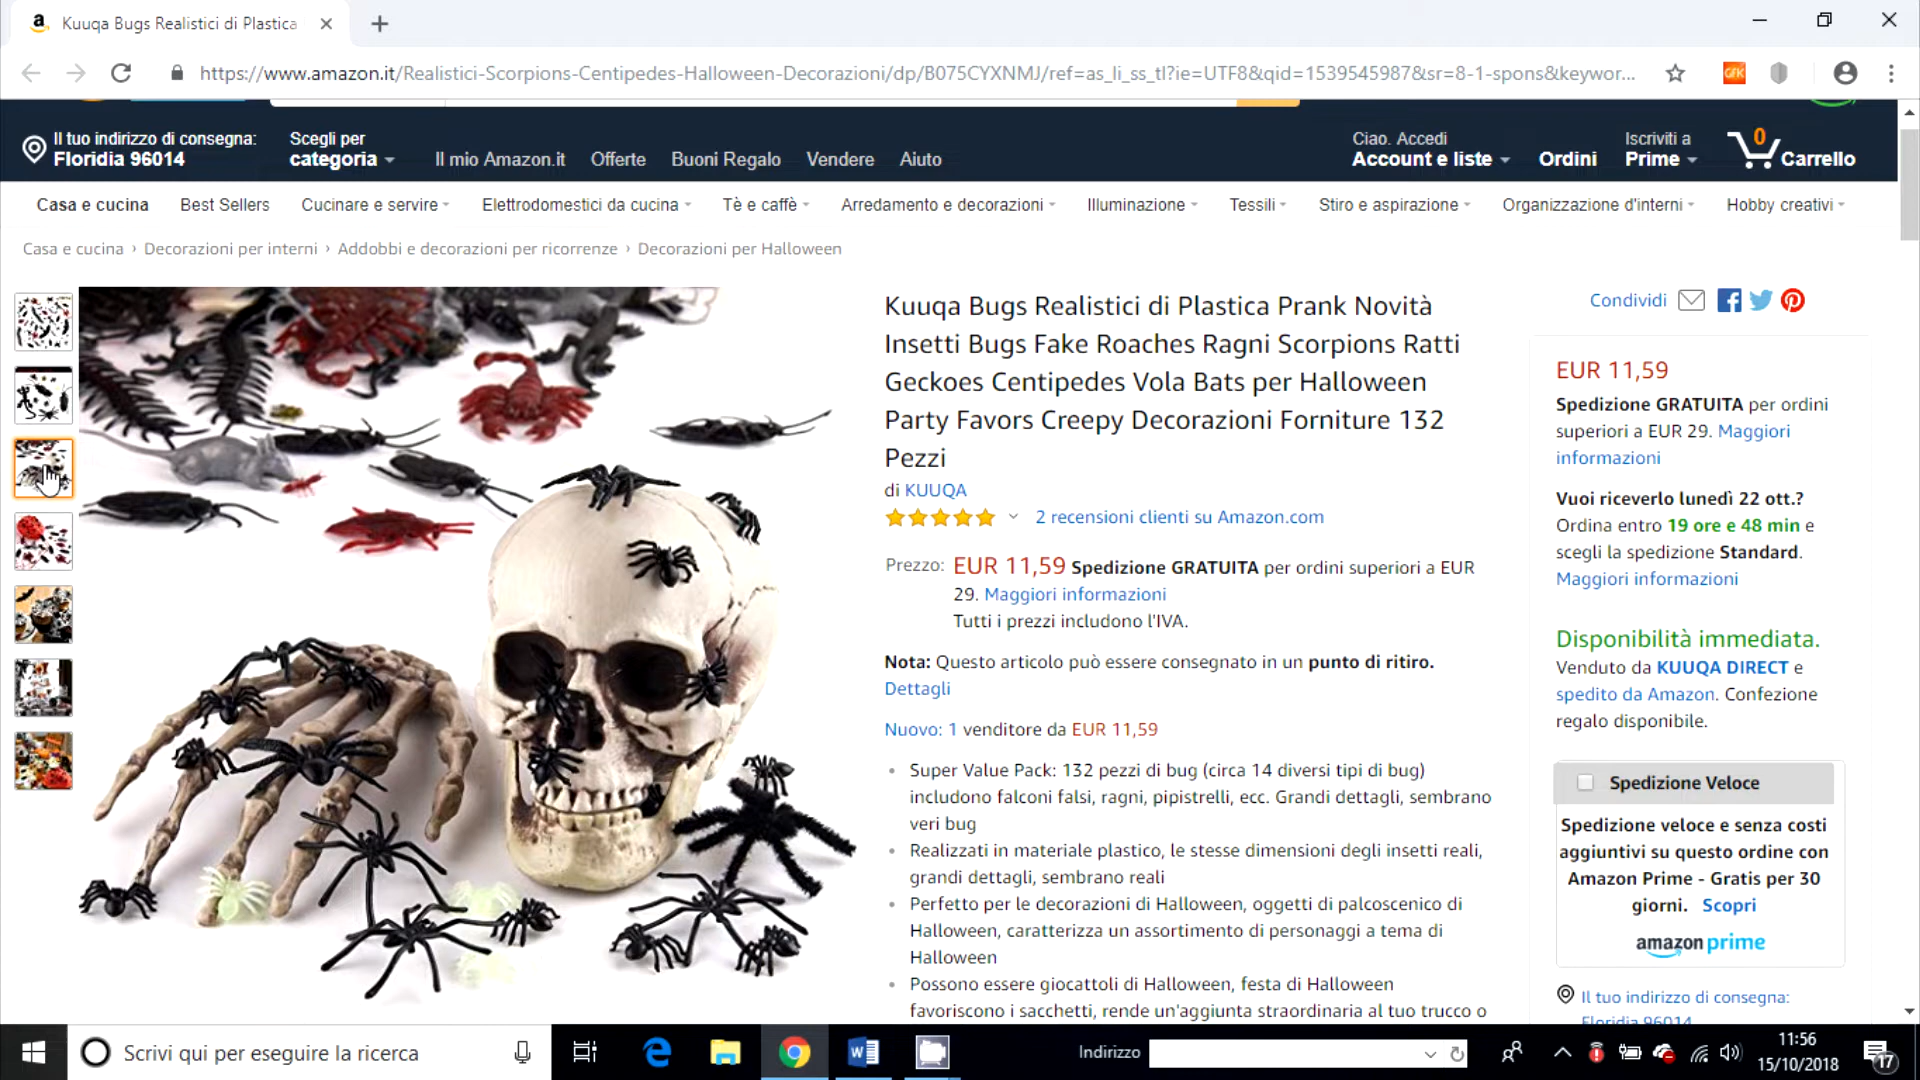 Kuuqa Bugs Realistici di Plastica
https://www.amazon.it/Realistici-Scorpions-Centipedes-Halloween-Decorazioni/dp/B075CYXNMJ/ref=as_li_ss_tl?ie=UTF8&qid=1539545987&sr=8-1-spons&keywor...
Il tuo indirizzo di consegna:
Floridia 96014
Scegli per
categoria
Il mio Amazon.it Offerte Buoni Regalo Vendere Aiuto
Ciao. Accedi
Account e liste
Ordini
Iscriviti a
Prime
0
Carrello
Casa e cucina Best Sellers Cucinare e servire Elettrodomestici da cucina Tè e caffè Arredamento e decorazioni Illuminazione Tessili Stiro e aspirazione Organizzazione d'interni Hobby creativi
Casa e cucina › Decorazioni per interni › Addobbi e decorazioni per ricorrenze › Decorazioni per Halloween
Kuuqa Bugs Realistici di Plastica Prank Novità
Insetti Bugs Fake Roaches Ragni Scorpions Ratti
Geckoes Centipedes Vola Bats per Halloween
Party Favors Creepy Decorazioni Forniture 132
Pezzi
di KUUQA
2 recensioni clienti su Amazon.com
Prezzo: EUR 11,59 Spedizione GRATUITA per ordini superiori a EUR
29. Maggiori informazioni
Tutti i prezzi includono l'IVA.
Nota: Questo articolo può essere consegnato in un punto di ritiro.
Dettagli
Nuovo: 1 venditore da EUR 11,59
• Super Value Pack: 132 pezzi di bug (circa 14 diversi tipi di bug)
includono falconi falsi, ragni, pipistrelli, ecc. Grandi dettagli, sembrano
veri bug
• Realizzati in materiale plastico, le stesse dimensioni degli insetti reali,
grandi dettagli, sembrano reali
• Perfetto per le decorazioni di Halloween, oggetti di palcoscenico di
Halloween, caratterizza un assortimento di personaggi a tema di
Halloween
• Possono essere giocattoli di Halloween, festa di Halloween
favoriscono i sacchetti, rende un'aggiunta straordinaria al tuo trucco o
Condividi
EUR 11,59
Spedizione GRATUITA per ordini
superiori a EUR 29. Maggiori
informazioni
Vuoi riceverlo lunedì 22 ott.?
Ordina entro 19 ore e 48 min e
scegli la spedizione Standard.
Maggiori informazioni
Disponibilità immediata.
Venduto da KUUQA DIRECT e
spedito da Amazon. Confezione
regalo disponibile.
Spedizione Veloce
Spedizione veloce e senza costi
aggiuntivi su questo ordine con
Amazon Prime - Gratis per 30
giorni. Scopri
amazon prime
Il tuo indirizzo di consegna:
Floridia 96014
Scrivi qui per eseguire la ricerca
Indirizzo
11:56
15/10/2018
17